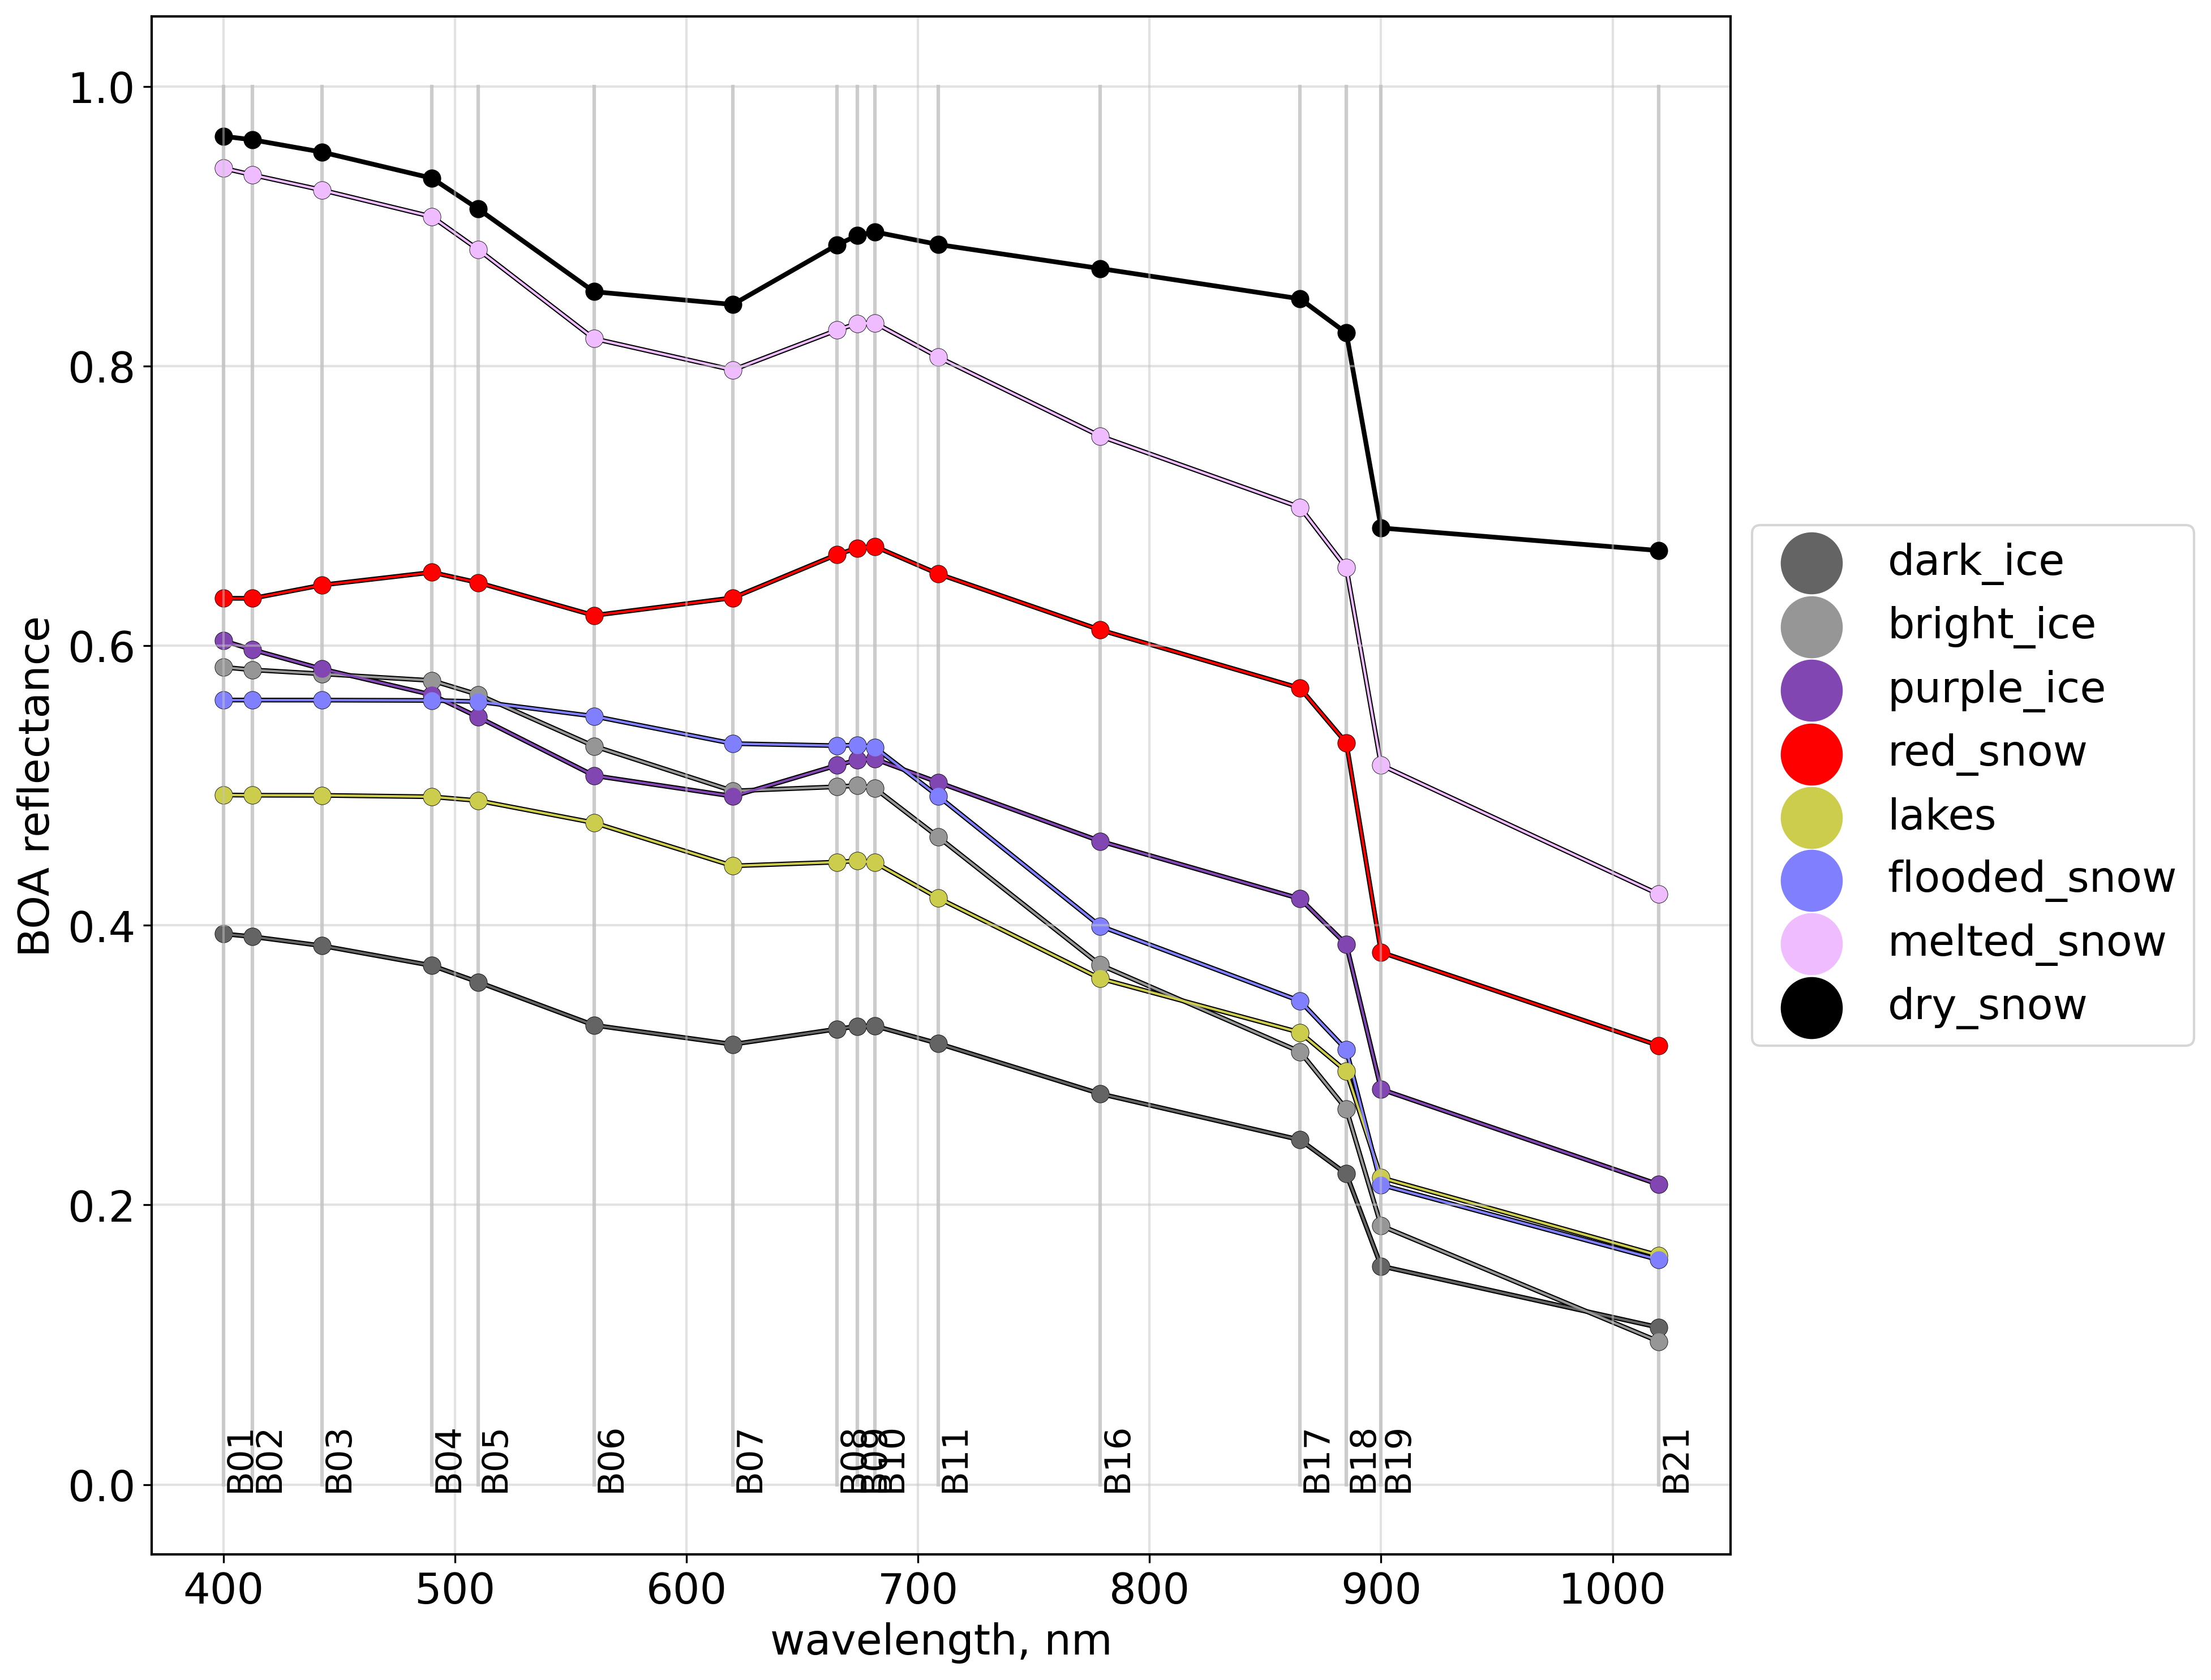 1.0
0.8
0.6
0.4
0.2
0.0
BOA reflectance
B01
B02
B03
B04
B05
B06
B07
B08
B09
B10
B11
B16
B17
B18
B19
B21
400
500
600
700
800
900
1000
wavelength, nm
dark_ice
bright_ice
purple_ice
red_snow
lakes
flooded_snow
melted_snow
dry_snow